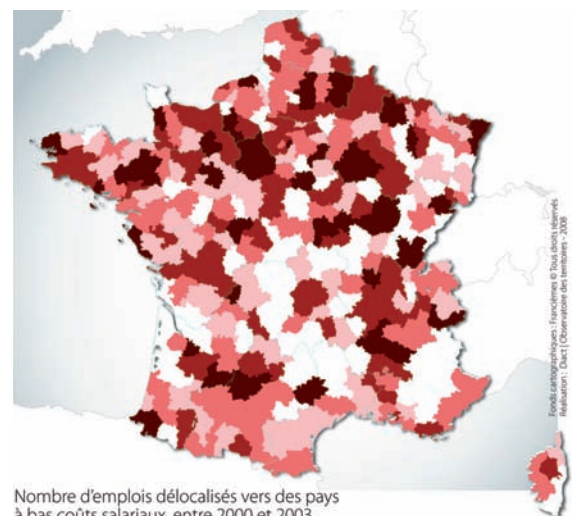 Nombre d'emplois délocalisés vers des pays
à bas coûts salariaux, entre 2000 et 2003
Fonds cartographiques : Francièmes © Tous droits réservés
Réalisation : Diact | Observatoire des territoires - 2008